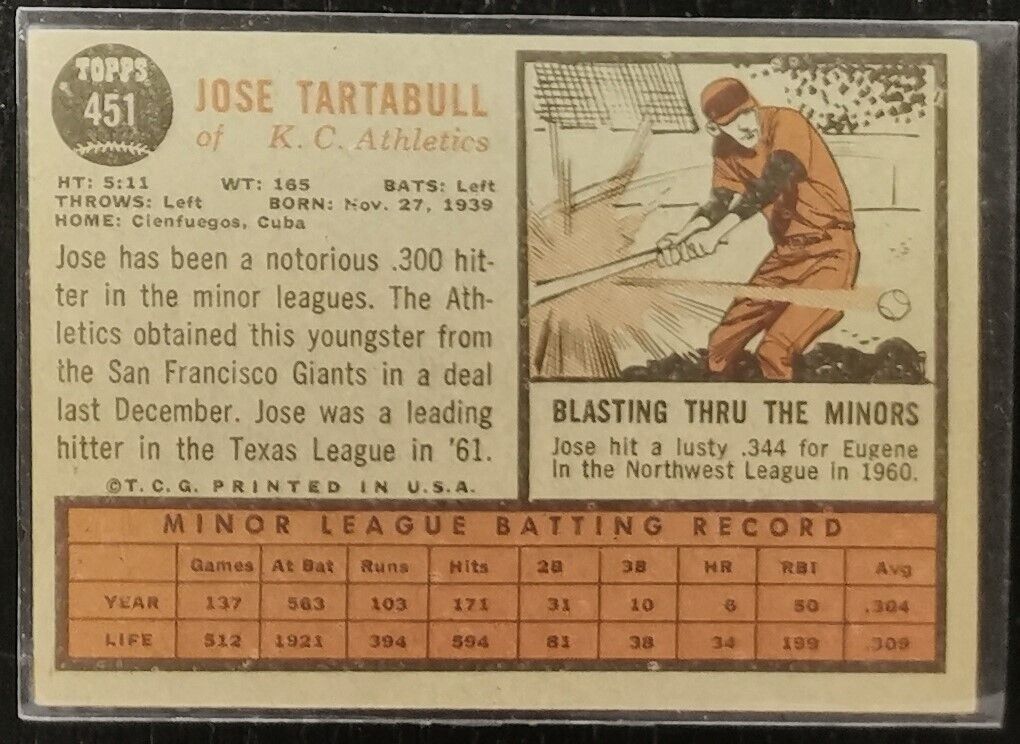 TOPPS
451
JOSE TARTABULL
of K. C. Athletics
HT: 5:11 WT: 165 BATS: Left
THROWS: Left BORN: Nov. 27, 1939
HOME: Cienfuegos, Cuba
Jose has been a notorious .300 hit-
ter in the minor leagues. The Ath-
letics obtained this youngster from
the San Francisco Giants in a deal
last December. Jose was a leading
hitter in the Texas League in '61.
©T. C. G. PRINTED IN U.S.A.
BLASTING THRU THE MINORS
Jose hit a lusty .344 for Eugene
in the Northwest League in 1960.
MINOR LEAGUE BATTING RECORD
Games At Bat Runs Hits 2B 3B HR RBI Avg
YEAR 137 563 103 171 31 10 6 50 .304
LIFE 512 1921 394 594 81 38 34 199 .309